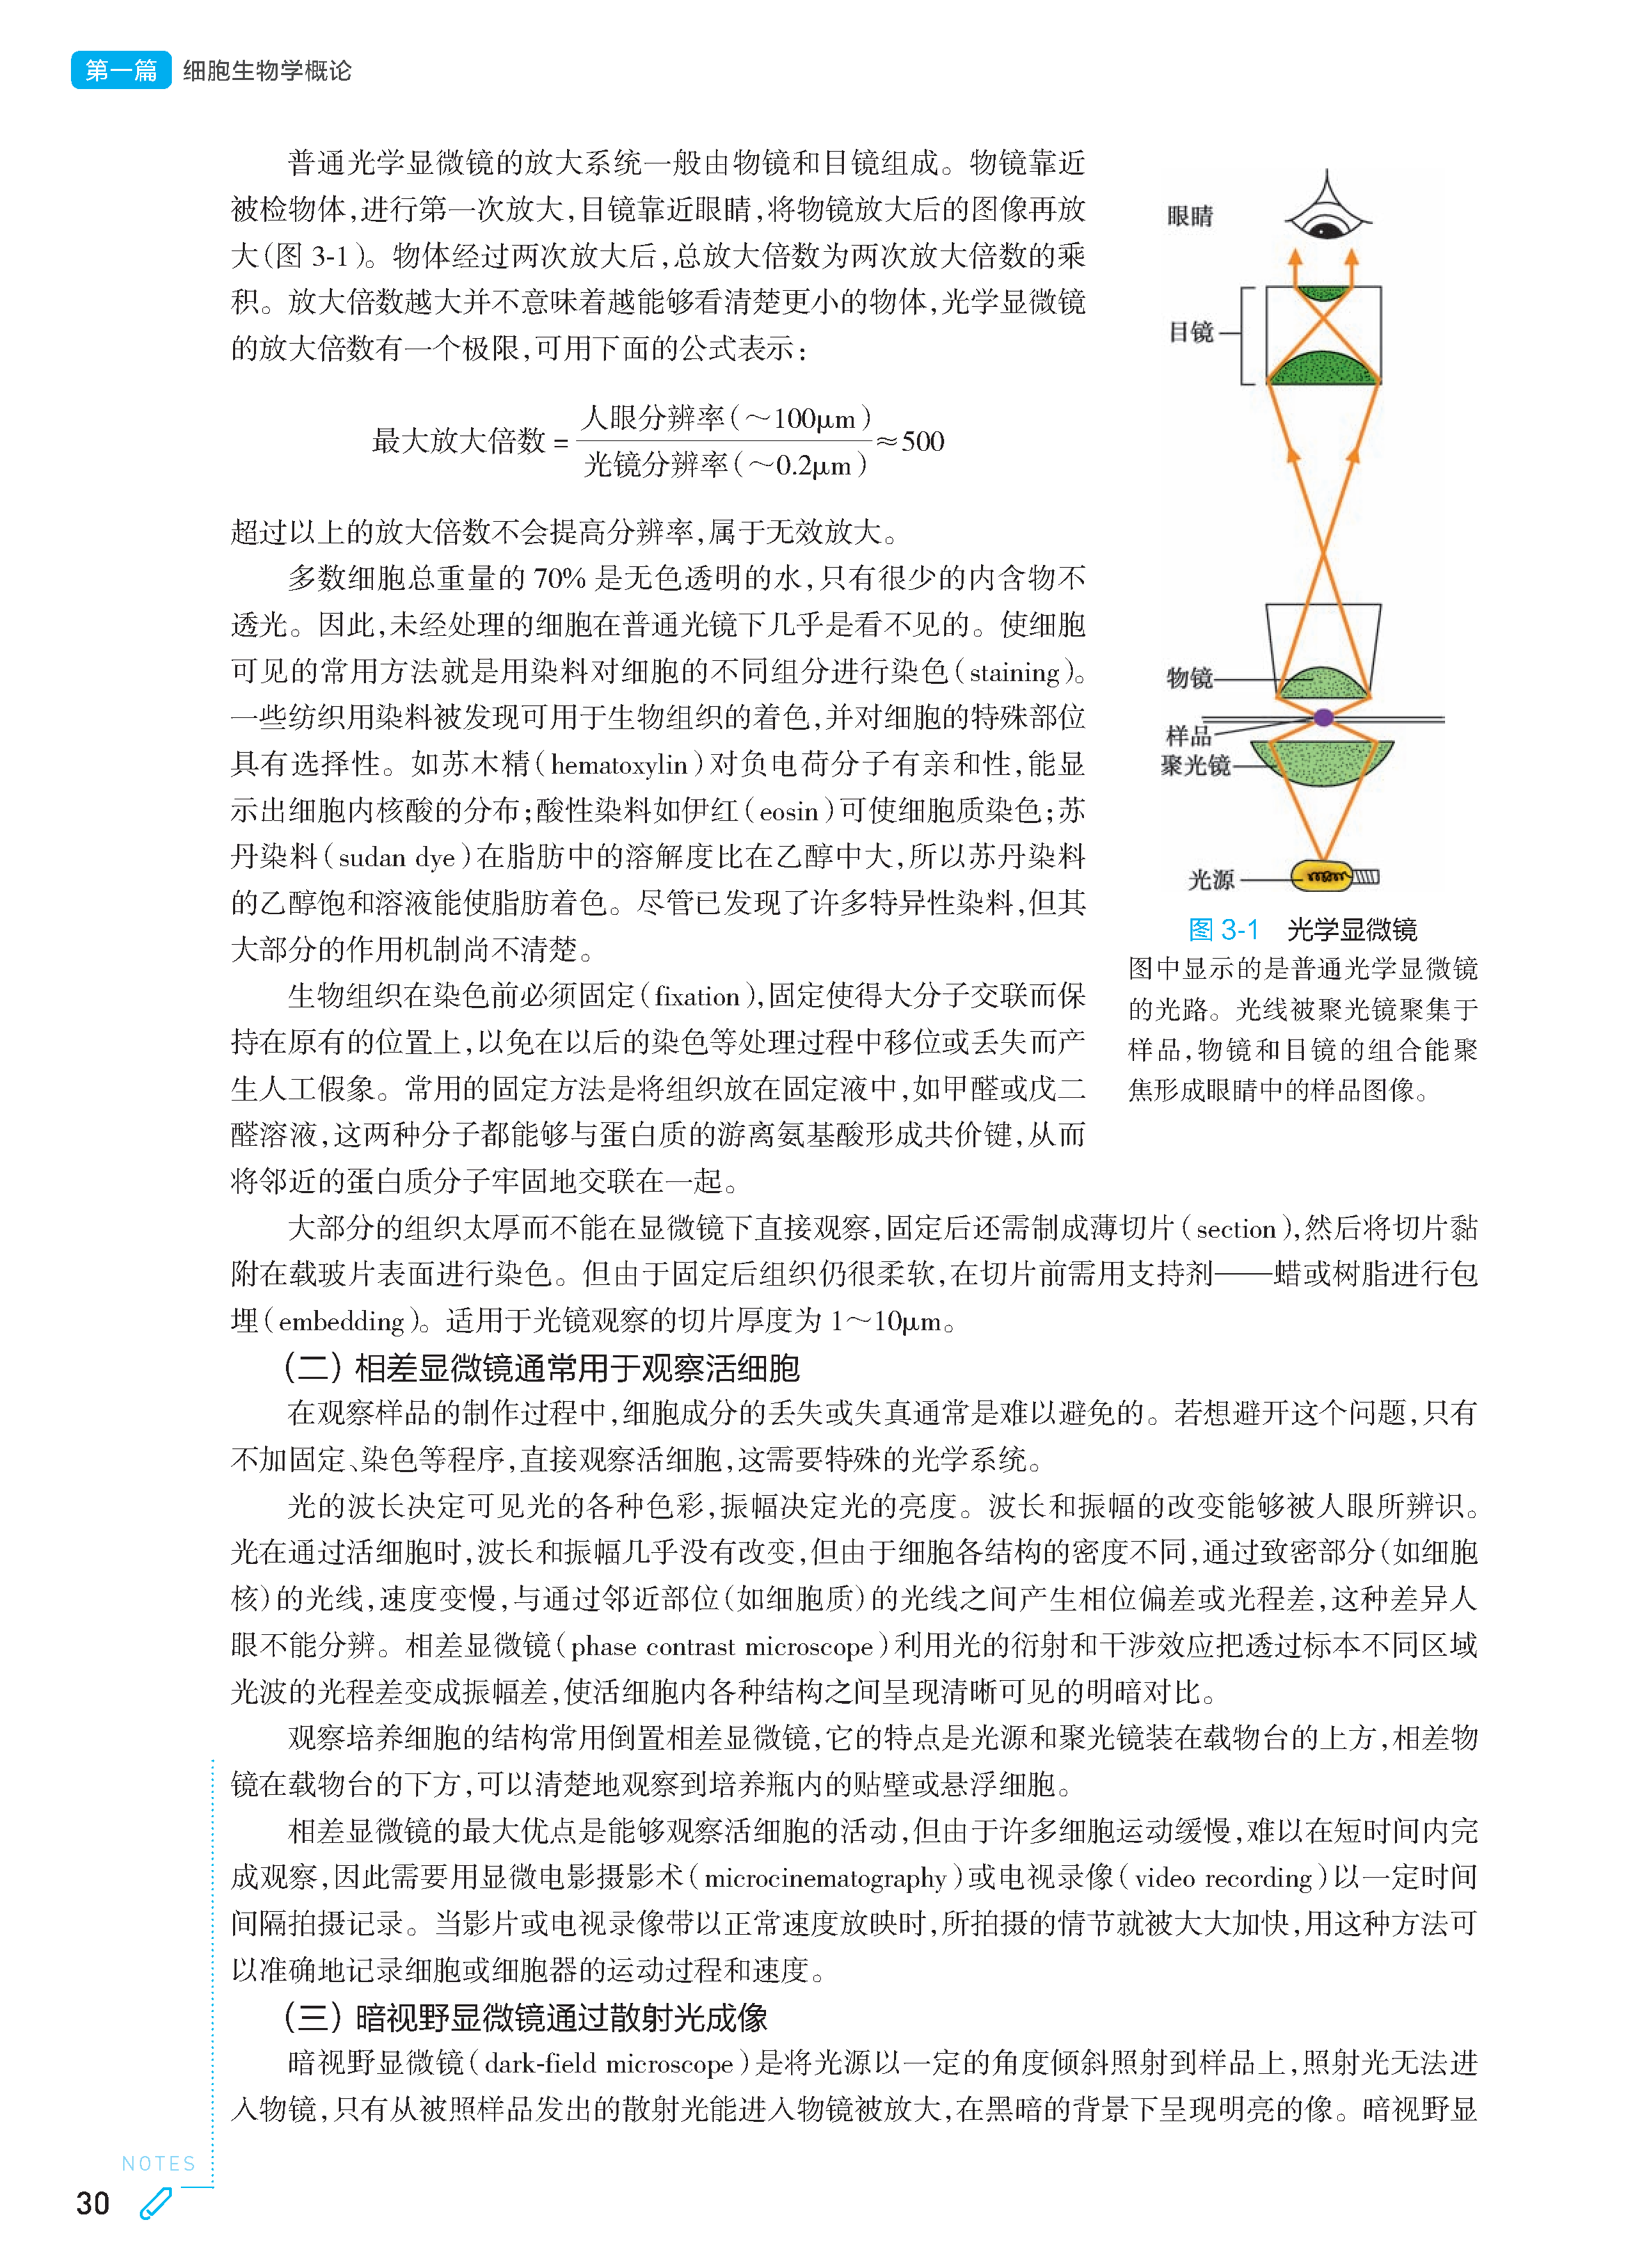 第一篇 细胞生物学概论
普通光学显微镜的放大系统一般由物镜和目镜组成。物镜靠近
被检物体,进行第一次放大,目镜靠近眼睛,将物镜放大后的图像再放
大(图 3-1)。物体经过两次放大后,总放大倍数为两次放大倍数的乘
积。放大倍数越大并不意味着越能够看清楚更小的物体,光学显微镜
的放大倍数有一个极限,可用下面的公式表示:
最大放大倍数 = 人眼分辨率(～100μm) / 光镜分辨率(～0.2μm) ≈500
超过以上的放大倍数不会提高分辨率,属于无效放大。
多数细胞总重量的 70% 是无色透明的水,只有很少的内含物不
透光。因此,未经处理的细胞在普通光镜下几乎是看不见的。使细胞
可见的常用方法就是用染料对细胞的不同组分进行染色(staining)。
一些纺织用染料被发现可用于生物组织的着色,并对细胞的特殊部位
具有选择性。如苏木精(hematoxylin)对负电荷分子有亲和性,能显
示出细胞内核酸的分布;酸性染料如伊红(eosin)可使细胞质染色;苏
丹染料(sudan dye)在脂肪中的溶解度比在乙醇中大,所以苏丹染料
的乙醇饱和溶液能使脂肪着色。尽管已发现了许多特异性染料,但其
大部分的作用机制尚不清楚。
生物组织在染色前必须固定(fixation),固定使得大分子交联而保
持在原有的位置上,以免在以后的染色等处理过程中移位或丢失而产
生人工假象。常用的固定方法是将组织放在固定液中,如甲醛或戊二
醛溶液,这两种分子都能够与蛋白质的游离氨基酸形成共价键,从而
将邻近的蛋白质分子牢固地交联在一起。
眼睛
目镜
物镜
样品
聚光镜
光源
图 3-1 光学显微镜
图中显示的是普通光学显微镜
的光路。光线被聚光镜聚集于
样品,物镜和目镜的组合能聚
焦形成眼睛中的样品图像。
大部分的组织太厚而不能在显微镜下直接观察,固定后还需制成薄切片(section),然后将切片黏
附在载玻片表面进行染色。但由于固定后组织仍很柔软,在切片前需用支持剂——蜡或树脂进行包
埋(embedding)。适用于光镜观察的切片厚度为 1～10μm。
(二)相差显微镜通常用于观察活细胞
在观察样品的制作过程中,细胞成分的丢失或失真通常是难以避免的。若想避开这个问题,只有
不加固定、染色等程序,直接观察活细胞,这需要特殊的光学系统。
光的波长决定可见光的各种色彩,振幅决定光的亮度。波长和振幅的改变能够被人眼所辨识。
光在通过活细胞时,波长和振幅几乎没有改变,但由于细胞各结构的密度不同,通过致密部分(如细胞
核)的光线,速度变慢,与通过邻近部位(如细胞质)的光线之间产生相位偏差或光程差,这种差异人
眼不能分辨。相差显微镜(phase contrast microscope)利用光的衍射和干涉效应把透过标本不同区域
光波的光程差变成振幅差,使活细胞内各种结构之间呈现清晰可见的明暗对比。
观察培养细胞的结构常用倒置相差显微镜,它的特点是光源和聚光镜装在载物台的上方,相差物
镜在载物台的下方,可以清楚地观察到培养瓶内的贴壁或悬浮细胞。
相差显微镜的最大优点是能够观察活细胞的活动,但由于许多细胞运动缓慢,难以在短时间内完
成观察,因此需要用显微电影摄影术(microcinematography)或电视录像(video recording)以一定时间
间隔拍摄记录。当影片或电视录像带以正常速度放映时,所拍摄的情节就被大大加快,用这种方法可
以准确地记录细胞或细胞器的运动过程和速度。
(三)暗视野显微镜通过散射光成像
暗视野显微镜(dark-field microscope)是将光源以一定的角度倾斜照射到样品上,照射光无法进
入物镜,只有从被照样品发出的散射光能进入物镜被放大,在黑暗的背景下呈现明亮的像。暗视野显
NOTES
30